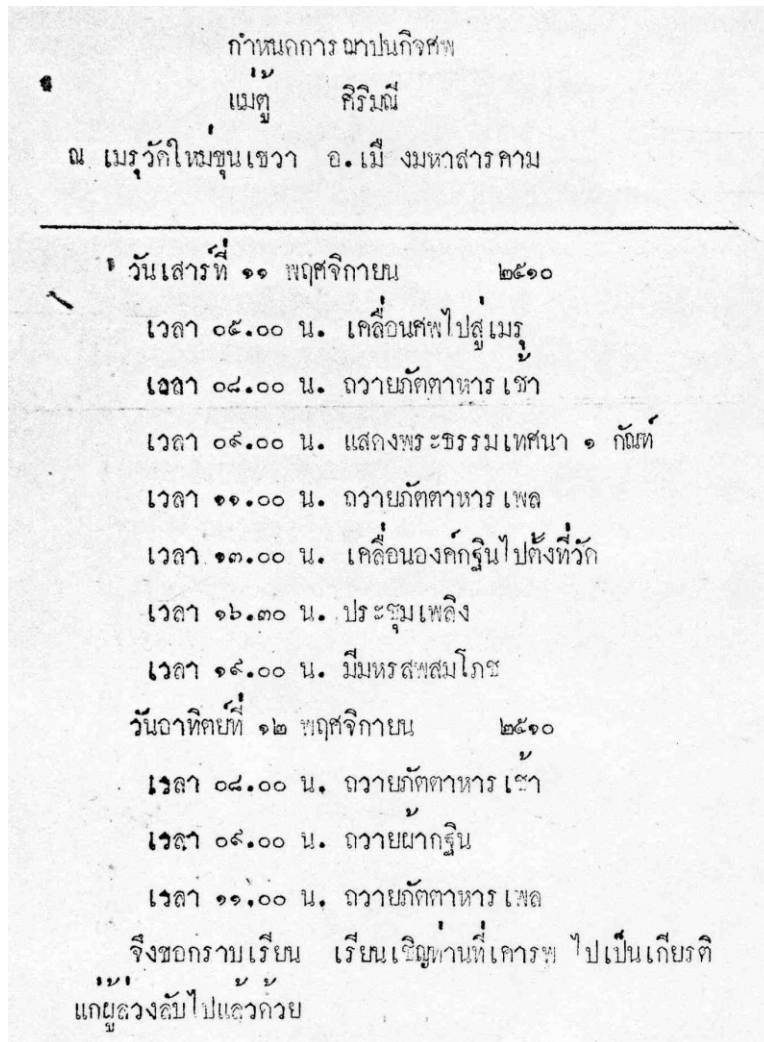 กำหนดการ ฌาปนกิจศพ
แม่ตู้ ศิริมณี
ณ เมรุวัดใหม่ขุนเขวา อ.เมืองมหาสารคาม
วันเสาร์ที่ ๑๑ พฤศจิกายน ๒๕๑๐
เวลา ๐๕.๐๐ น. เคลื่อนศพไปสู่เมรุ
เวลา ๐๘.๐๐ น. ถวายภัตตาหารเช้า
เวลา ๐๙.๐๐ น. แสดงพระธรรมเทศนา ๑ กัณฑ์
เวลา ๑๑.๐๐ น. ถวายภัตตาหารเพล
เวลา ๑๓.๐๐ น. เคลื่อนองค์กฐินไปตั้งที่วัด
เวลา ๑๖.๓๐ น. ประชุมเพลิง
เวลา ๑๙.๐๐ น. มีมหรสพสมโภช
วันอาทิตย์ที่ ๑๒ พฤศจิกายน ๒๕๑๐
เวลา ๐๘.๐๐ น. ถวายภัตตาหารเช้า
เวลา ๐๙.๐๐ น. ถวายผ้ากฐิน
เวลา ๑๑.๐๐ น. ถวายภัตตาหารเพล
จึงขอกราบเรียน เรียนเชิญท่านที่เคารพ ไปเป็นเกียรติ
แก่ผู้ล่วงลับไปแล้วด้วย